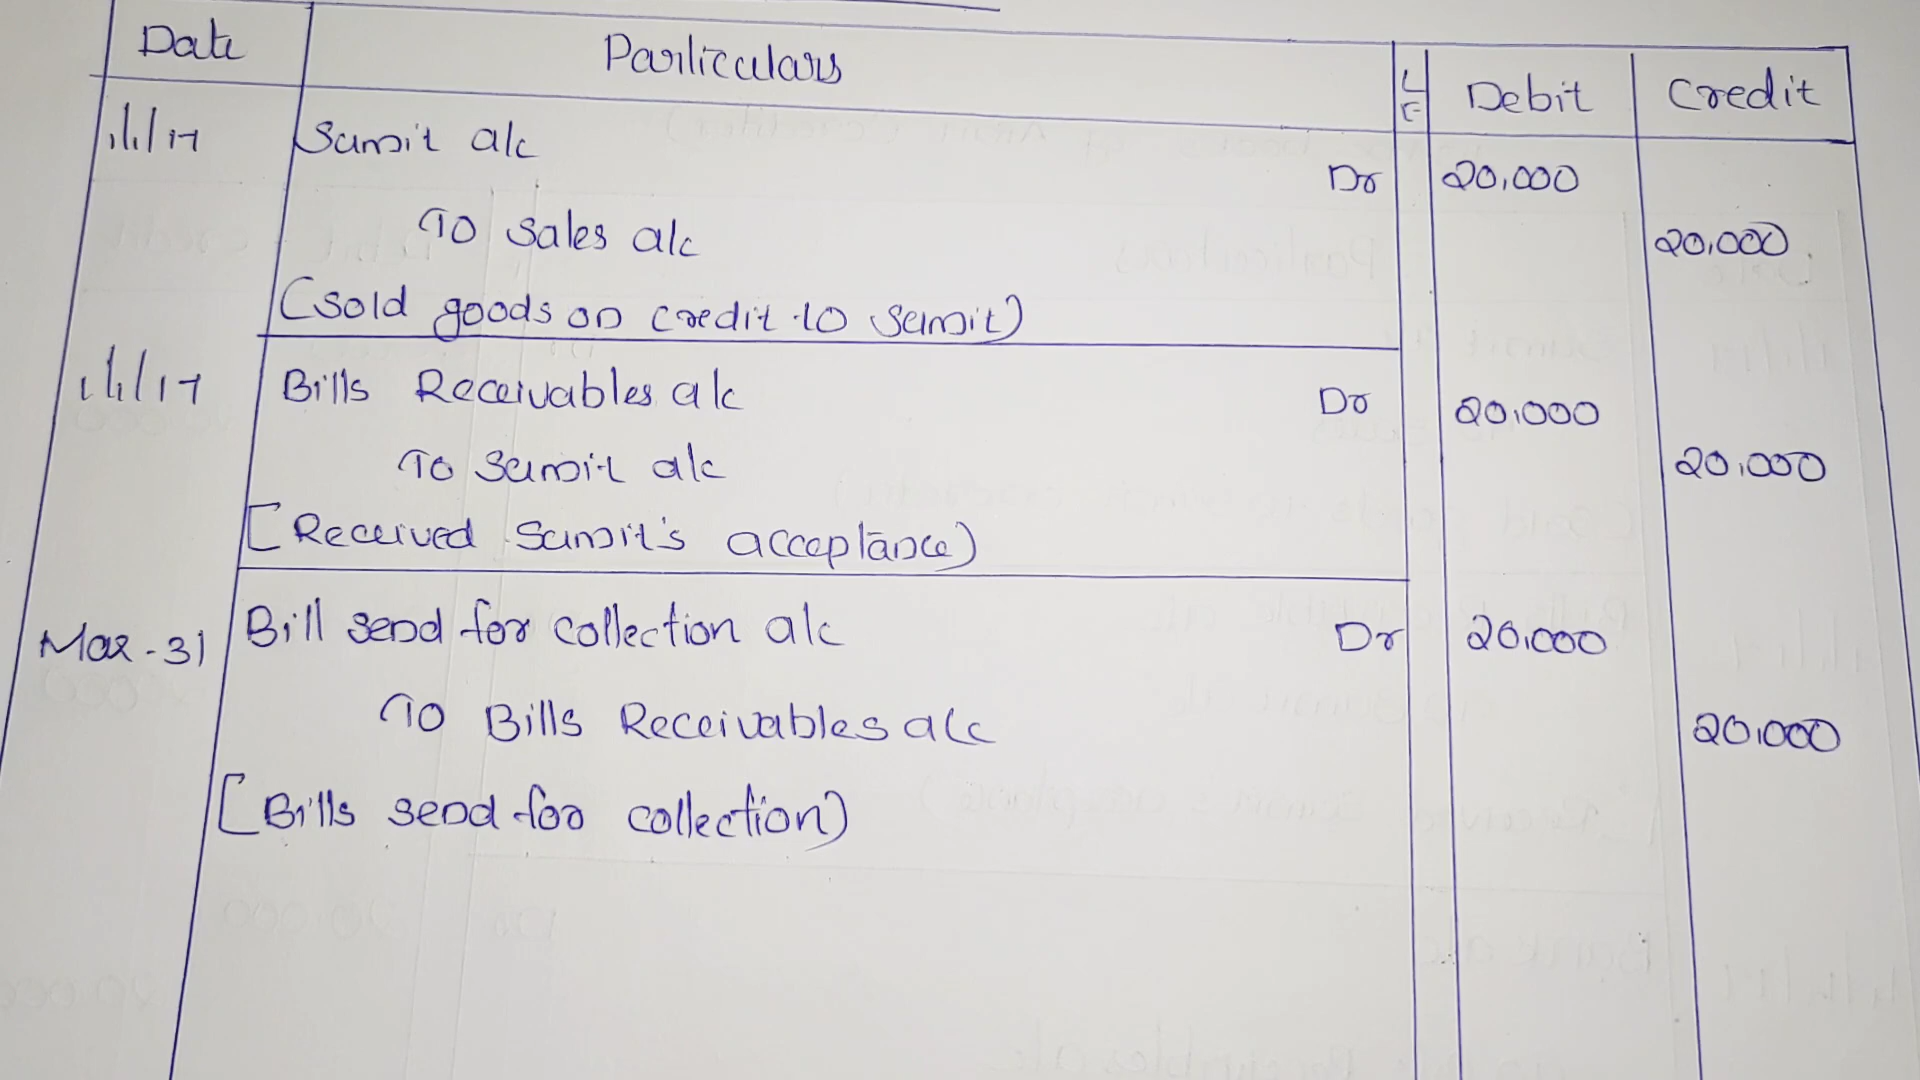 Date Particulars L F Debit Credit
1/1/17 Sumit a/c Dr 20,000
To Sales a/c 20,000
(Sold goods on credit to Sumit)
1/1/17 Bills Receivables a/c Dr 20,000
To Sumit a/c 20,000
[Received Sumit's acceptance)
Mar-31 Bill send for collection a/c Dr 20,000
To Bills Receivables a/c 20,000
[Bills send for collection)